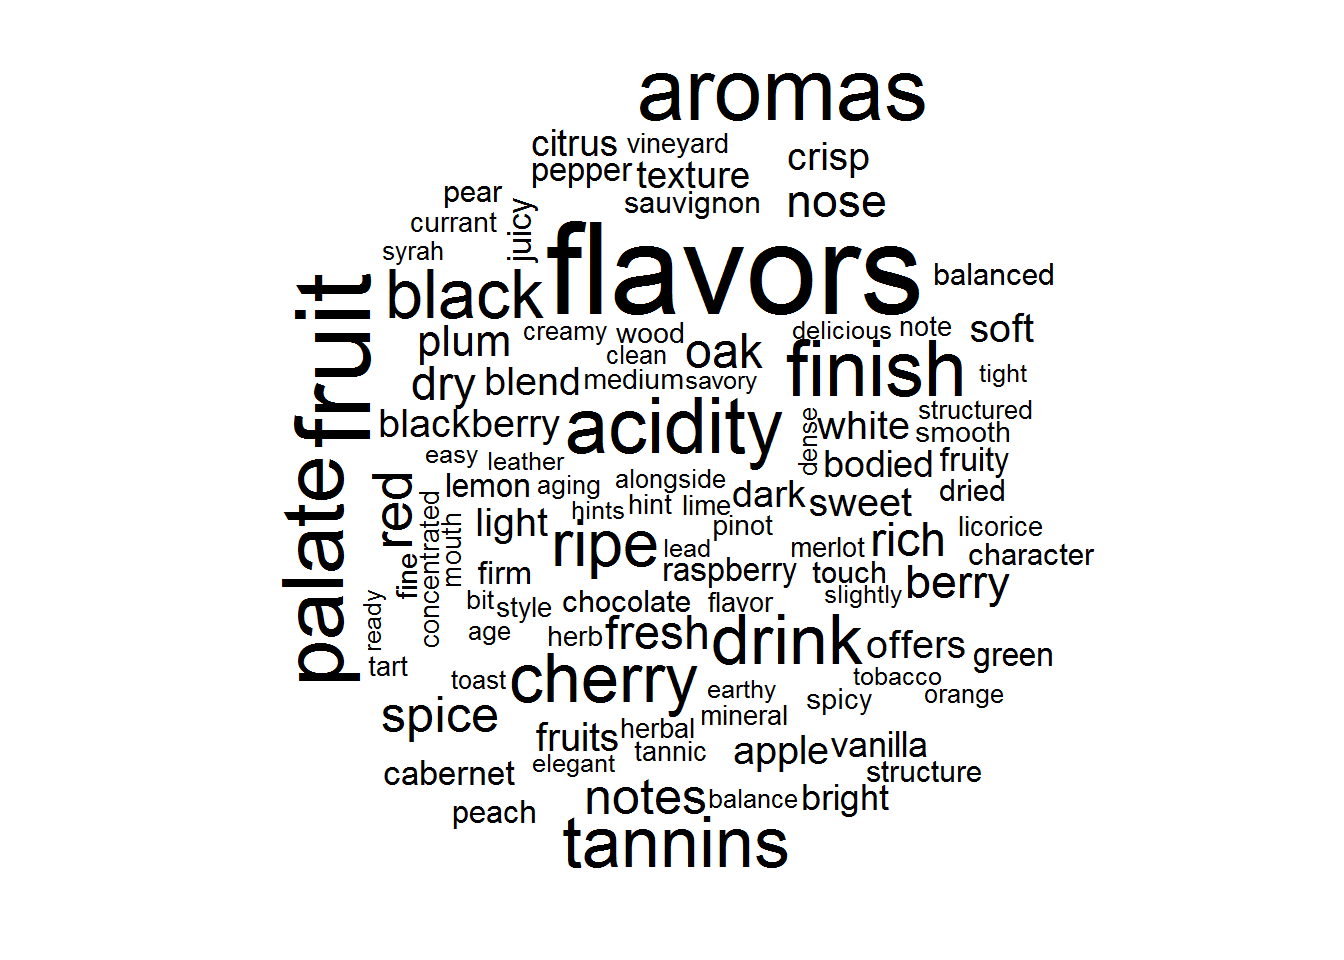 aromas
citrus
vineyard
crisp
pepper
texture
pear
sauvignon
nose
currant
juicy
syrah
flavors
black
balanced
fruit
plum
creamy
wood
delicious
note
soft
clean
oak
finish
tight
dry
blend
medium
savory
blackberry
acidity
dense
white
structured
smooth
easy
leather
bodied
fruity
palate
red
lemon
aging
alongside
dark
sweet
dried
concentrated
mouth
light
hints
hint
lime
pinot
ripe
lead
merlot
rich
licorice
character
fine
firm
raspberry
touch
berry
slightly
ready
bit
style
chocolate
flavor
age
herb
fresh
drink
offers
green
tart
toast
cherry
earthy
tobacco
spicy
orange
spice
mineral
fruits
herbal
tannic
apple
vanilla
cabernet
elegant
structure
peach
notes
balance
bright
tannins